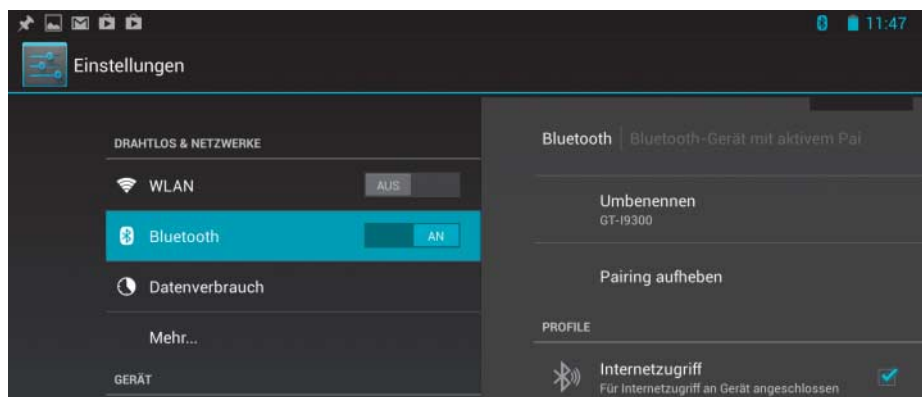 11:47
Einstellungen
DRAHTLOS & NETZWERKE
WLAN AUS
Bluetooth AN
Datenverbrauch
Mehr...
GERÄT
Bluetooth Bluetooth-Gerät mit aktivem Pai
Umbenennen
GT-I9300
Pairing aufheben
PROFILE
Internetzugriff
Für Internetzugriff an Gerät angeschlossen